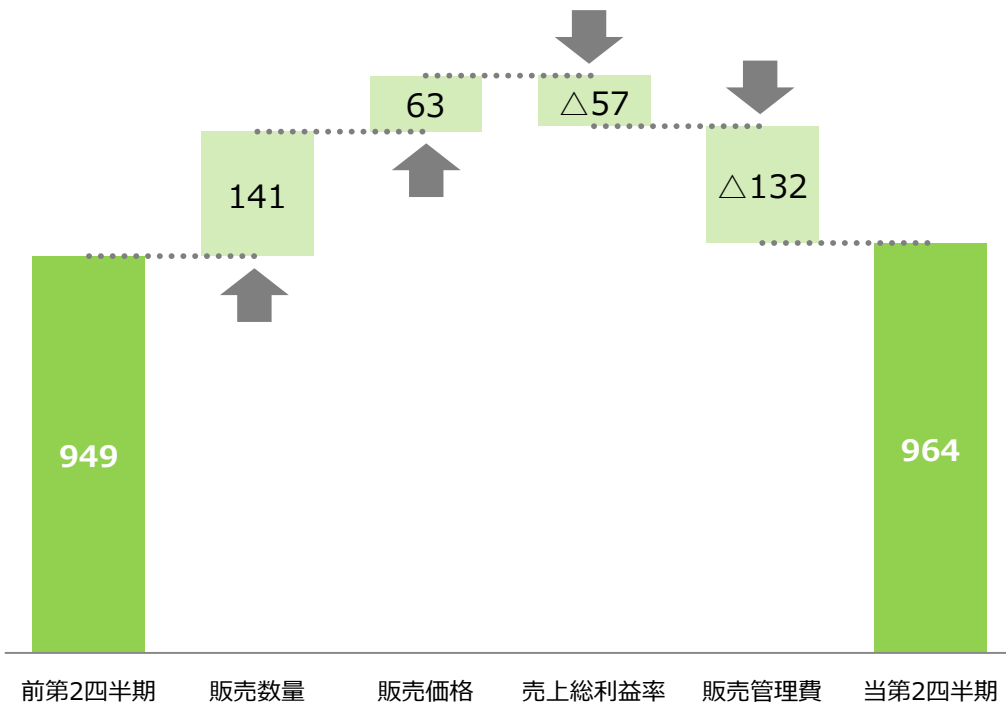 63
△57
141
△132
949
964
前第2四半期
販売数量
販売価格
売上総利益率
販売管理費
当第2四半期